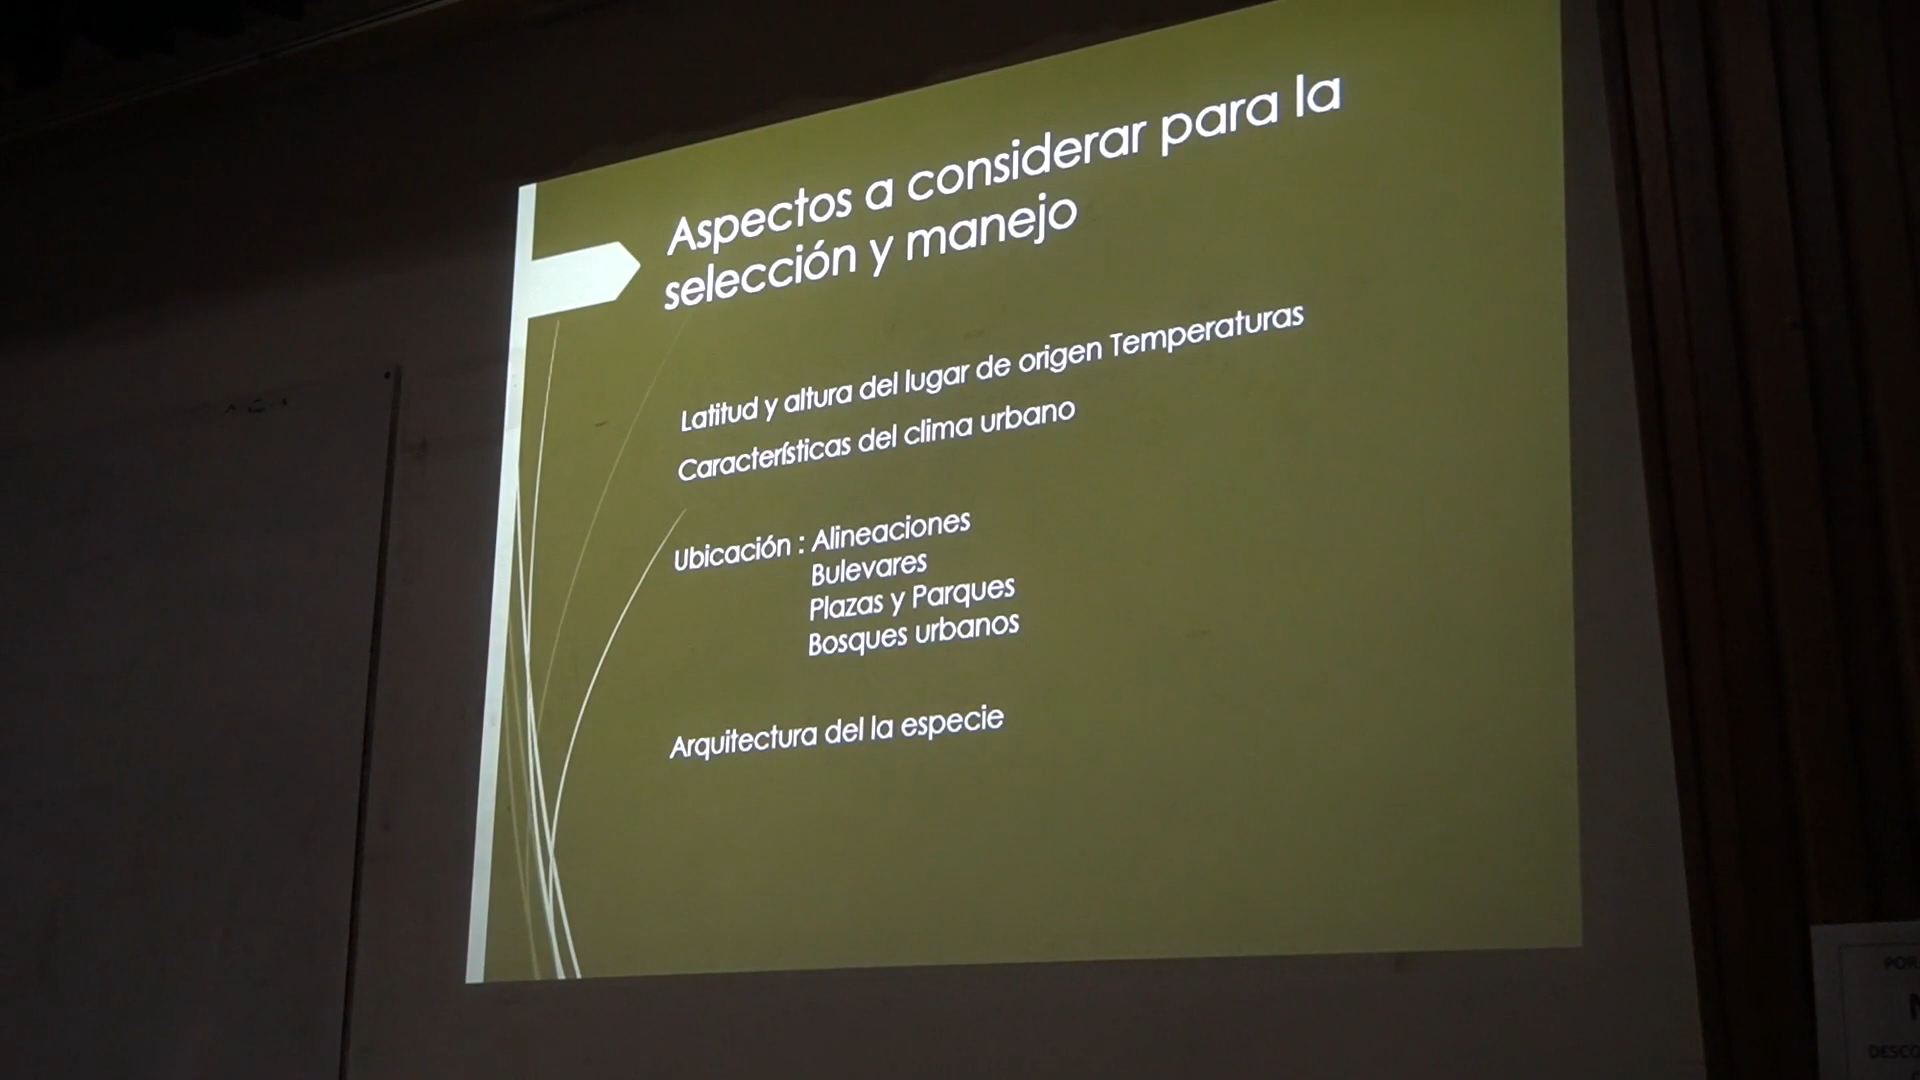 Aspectos a considerar para la
selección y manejo
Latitud y altura del lugar de origen Temperaturas
Características del clima urbano
Ubicación : Alineaciones
Bulevares
Plazas y Parques
Bosques urbanos
Arquitectura del la especie
POR